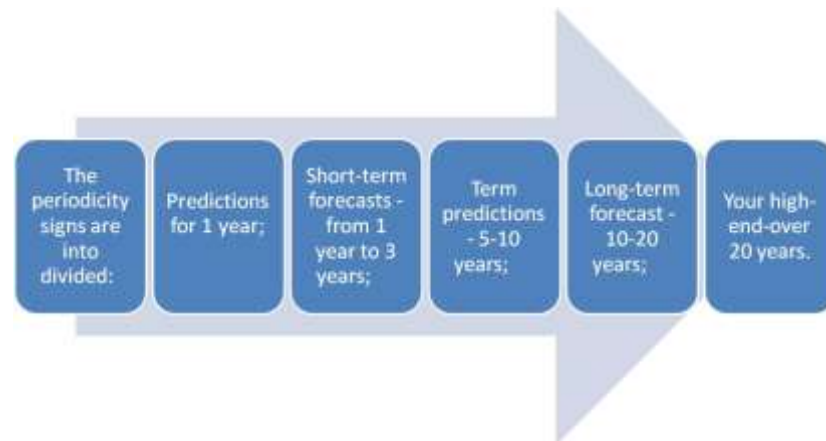 The
periodicity
signs are
into
divided:
Predictions
for 1 year;
Short-term
forecasts -
from 1
year to 3
years;
Term
predictions
- 5-10
years;
Long-term
forecast -
10-20
years;
Your high-
end-over
20 years.